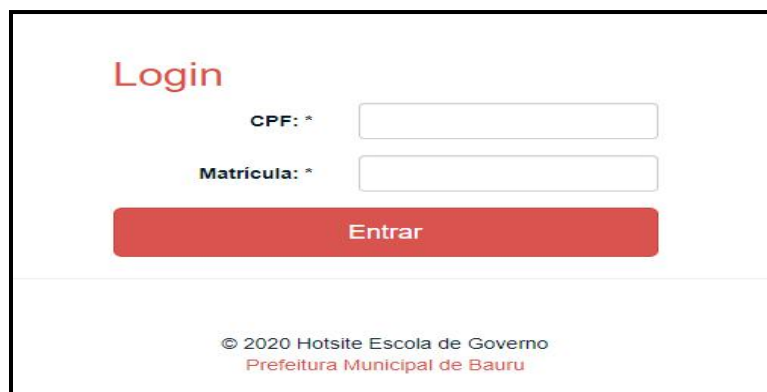 Login
CPF: *
Matrícula: *
Entrar
© 2020 Hotsite Escola de Governo
Prefeitura Municipal de Bauru